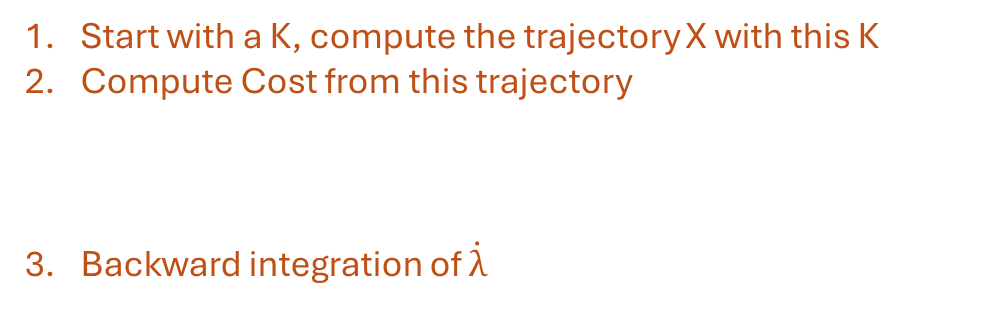 1. Start with a K, compute the trajectory X with this K
2. Compute Cost from this trajectory
3. Backward integration of λ̇